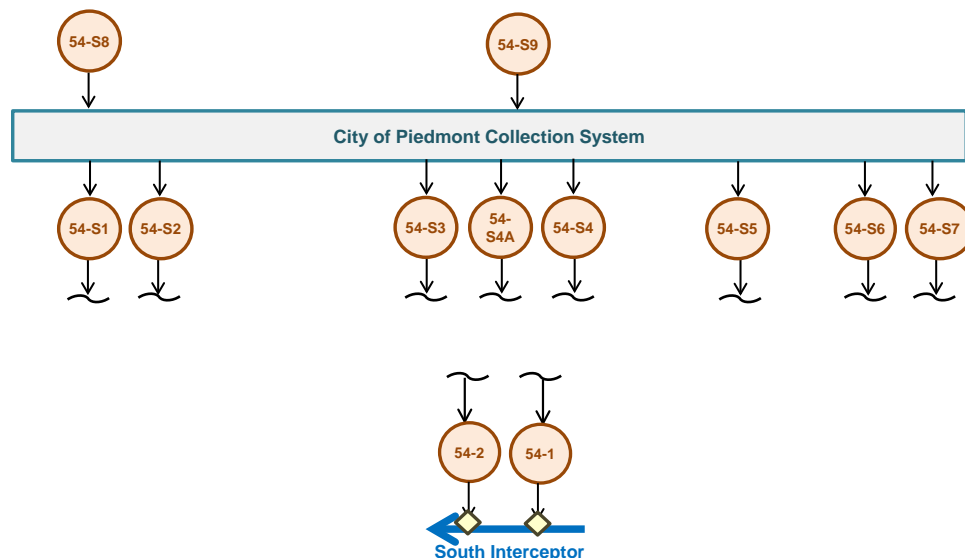 54-S8
54-S9
City of Piedmont Collection System
54-S1
54-S2
54-S3
54-
S4A
54-S4
54-S5
54-S6
54-S7
54-2
54-1
South Interceptor